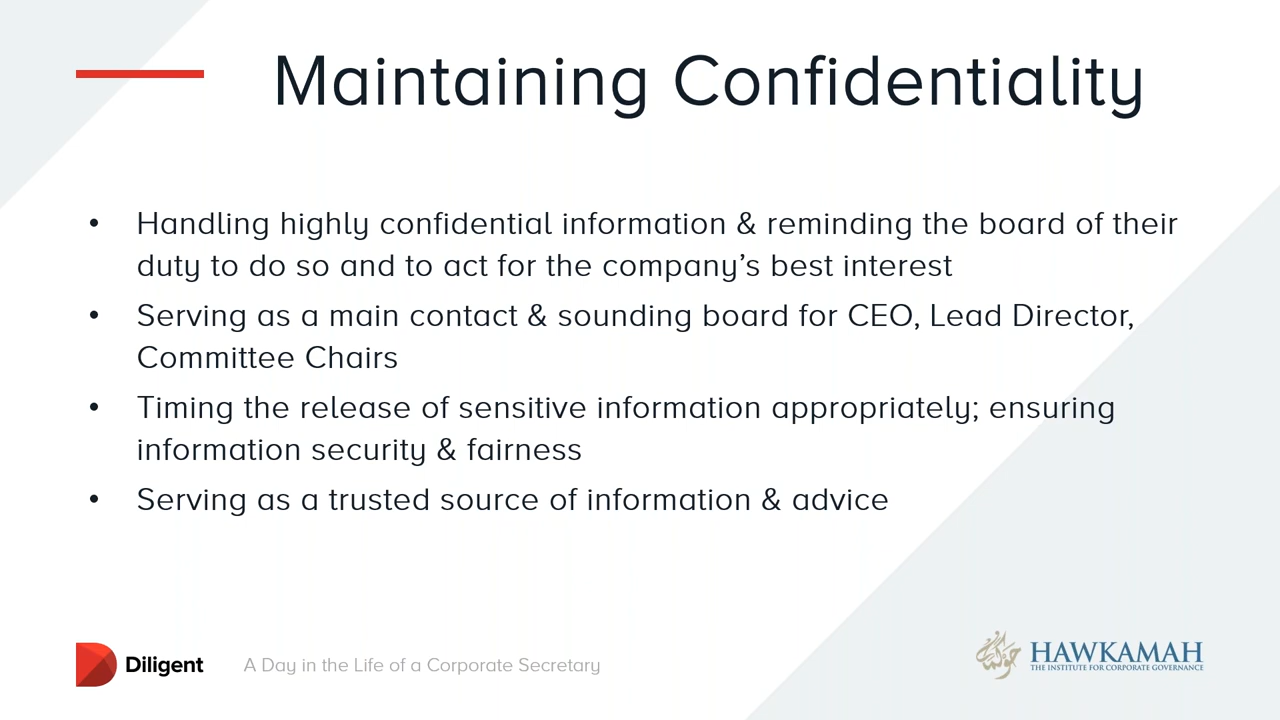 Maintaining Confidentiality
• Handling highly confidential information & reminding the board of their
duty to do so and to act for the company’s best interest
• Serving as a main contact & sounding board for CEO, Lead Director,
Committee Chairs
• Timing the release of sensitive information appropriately; ensuring
information security & fairness
• Serving as a trusted source of information & advice
Diligent
A Day in the Life of a Corporate Secretary
HAWKAMAH
THE INSTITUTE FOR CORPORATE GOVERNANCE